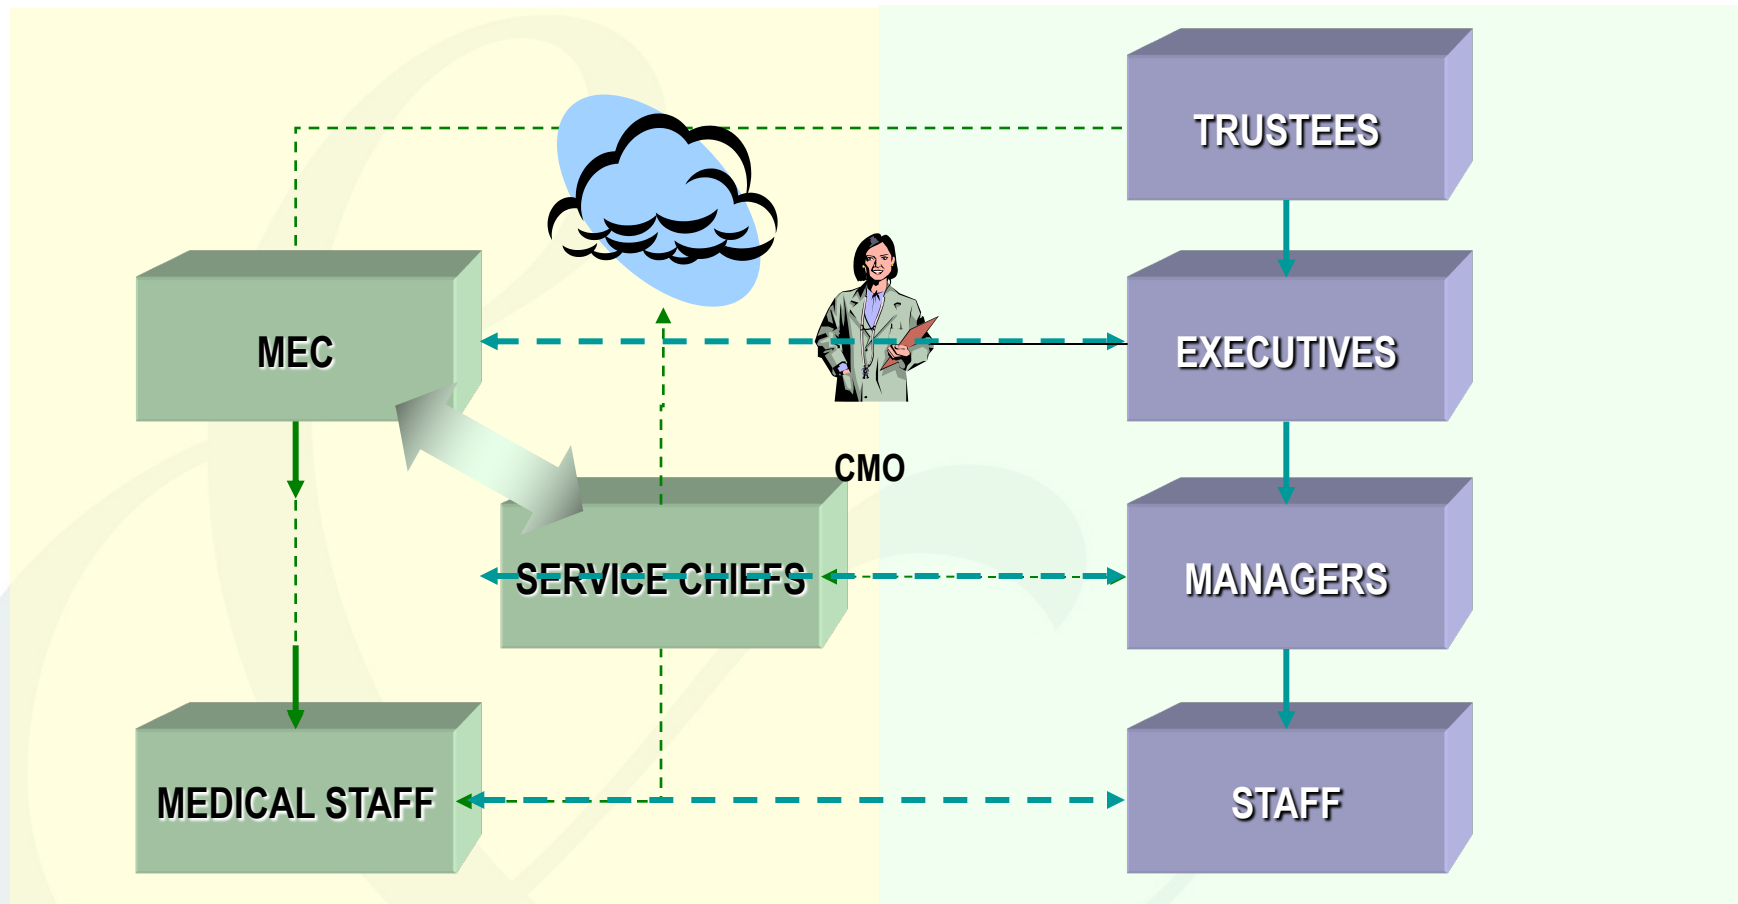 TRUSTEES
MEC
EXECUTIVES
CMO
SERVICE CHIEFS
MANAGERS
MEDICAL STAFF
STAFF